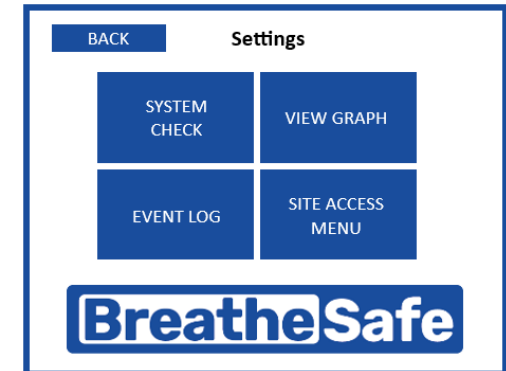 BACK
Settings
SYSTEM
CHECK
VIEW GRAPH
EVENT LOG
SITE ACCESS
MENU
BreatheSafe